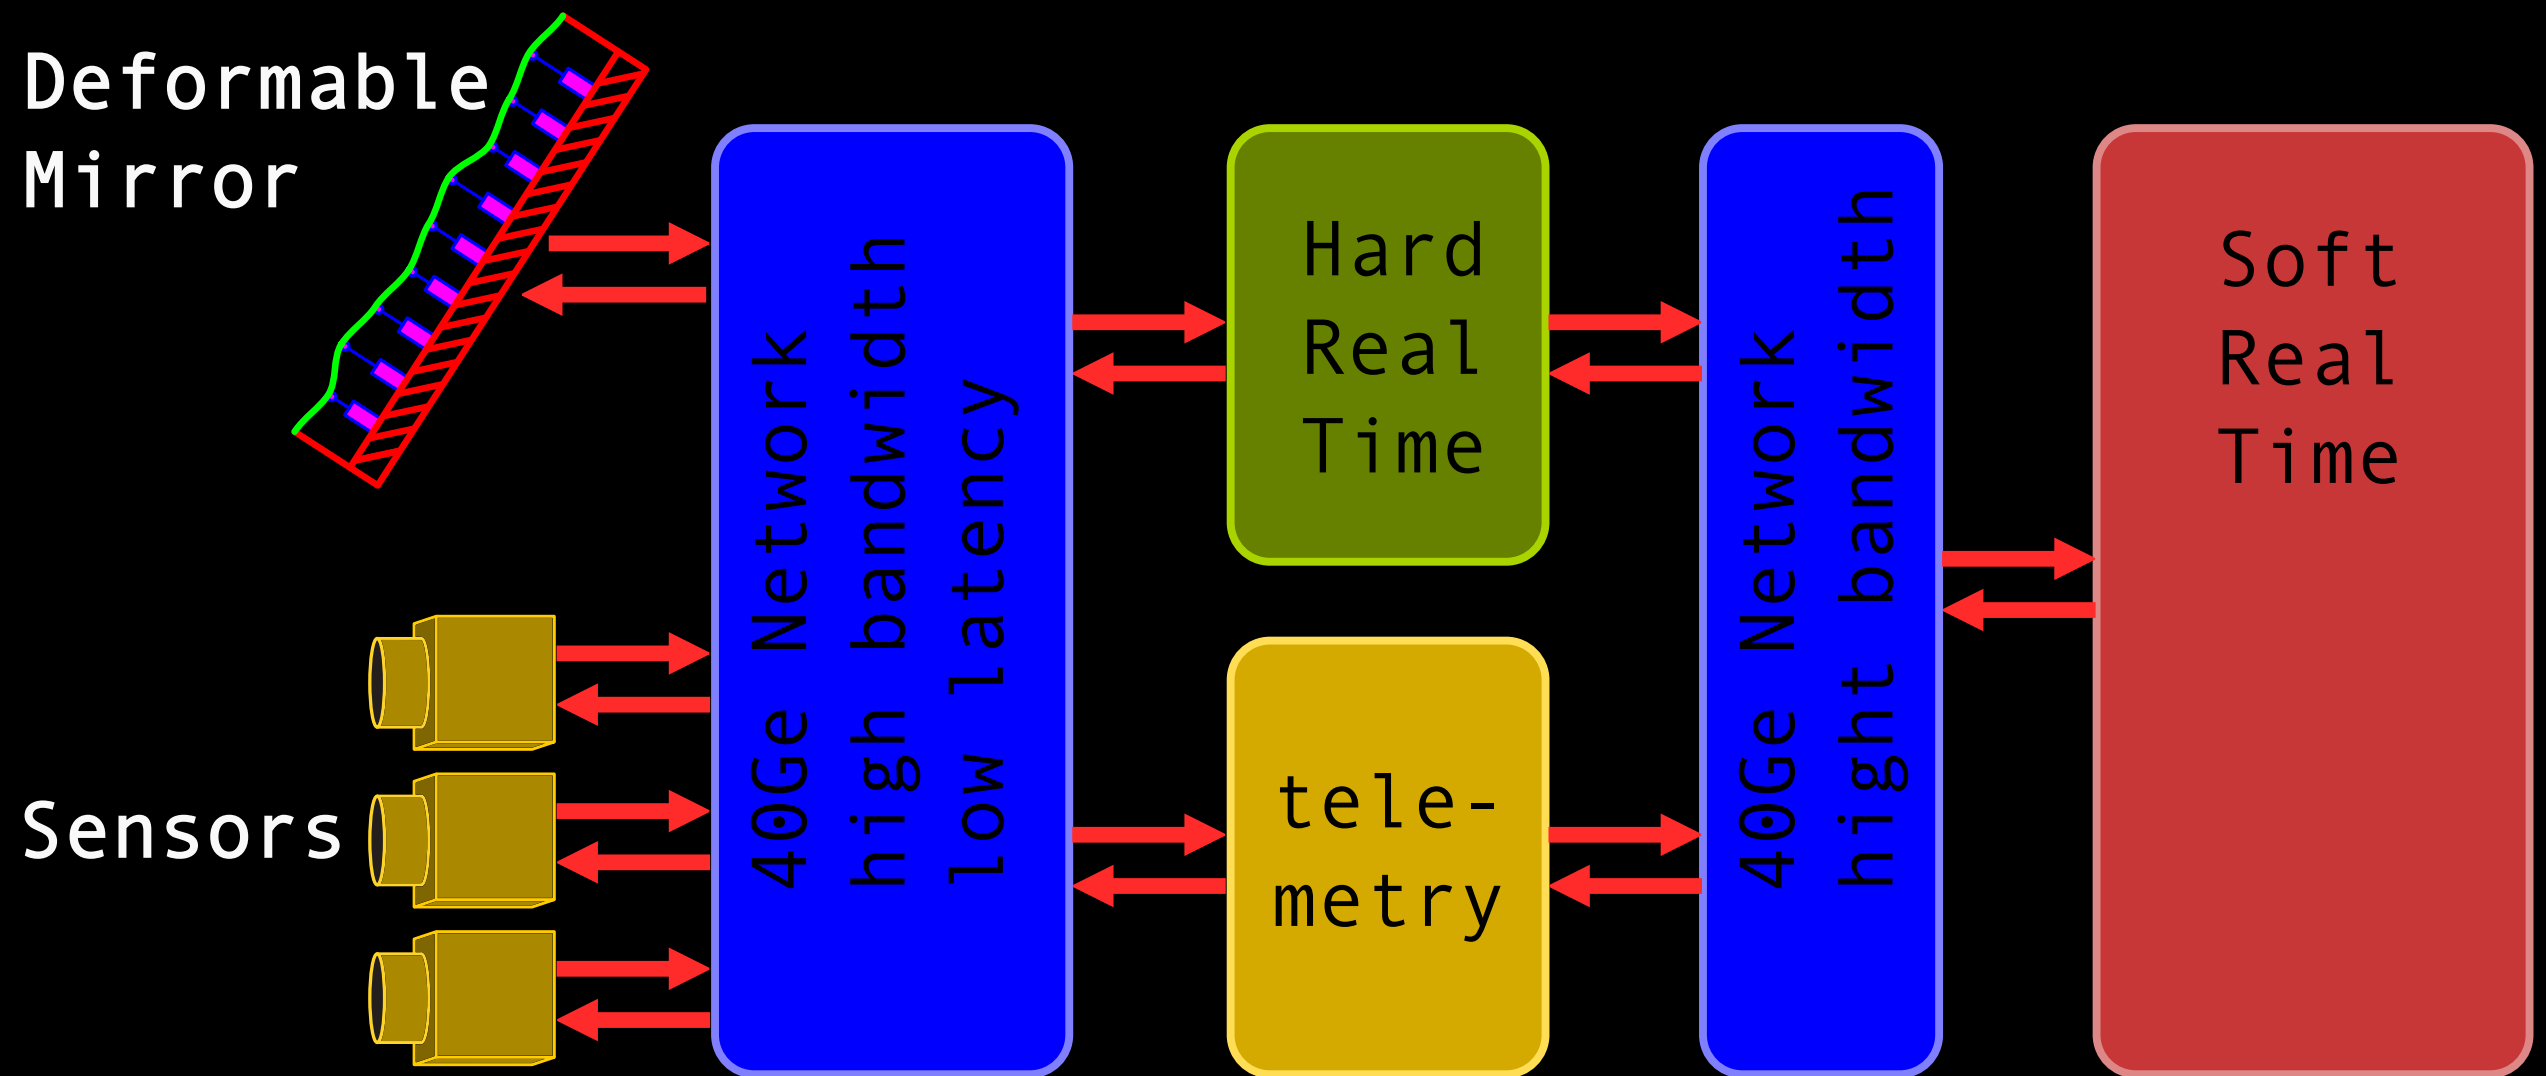 Deformable
Mirror
Sensors
40Ge Network
high bandwidth
low latency
Hard
Real
Time
tele-
metry
40Ge Network
hight bandwidth
Soft
Real
Time